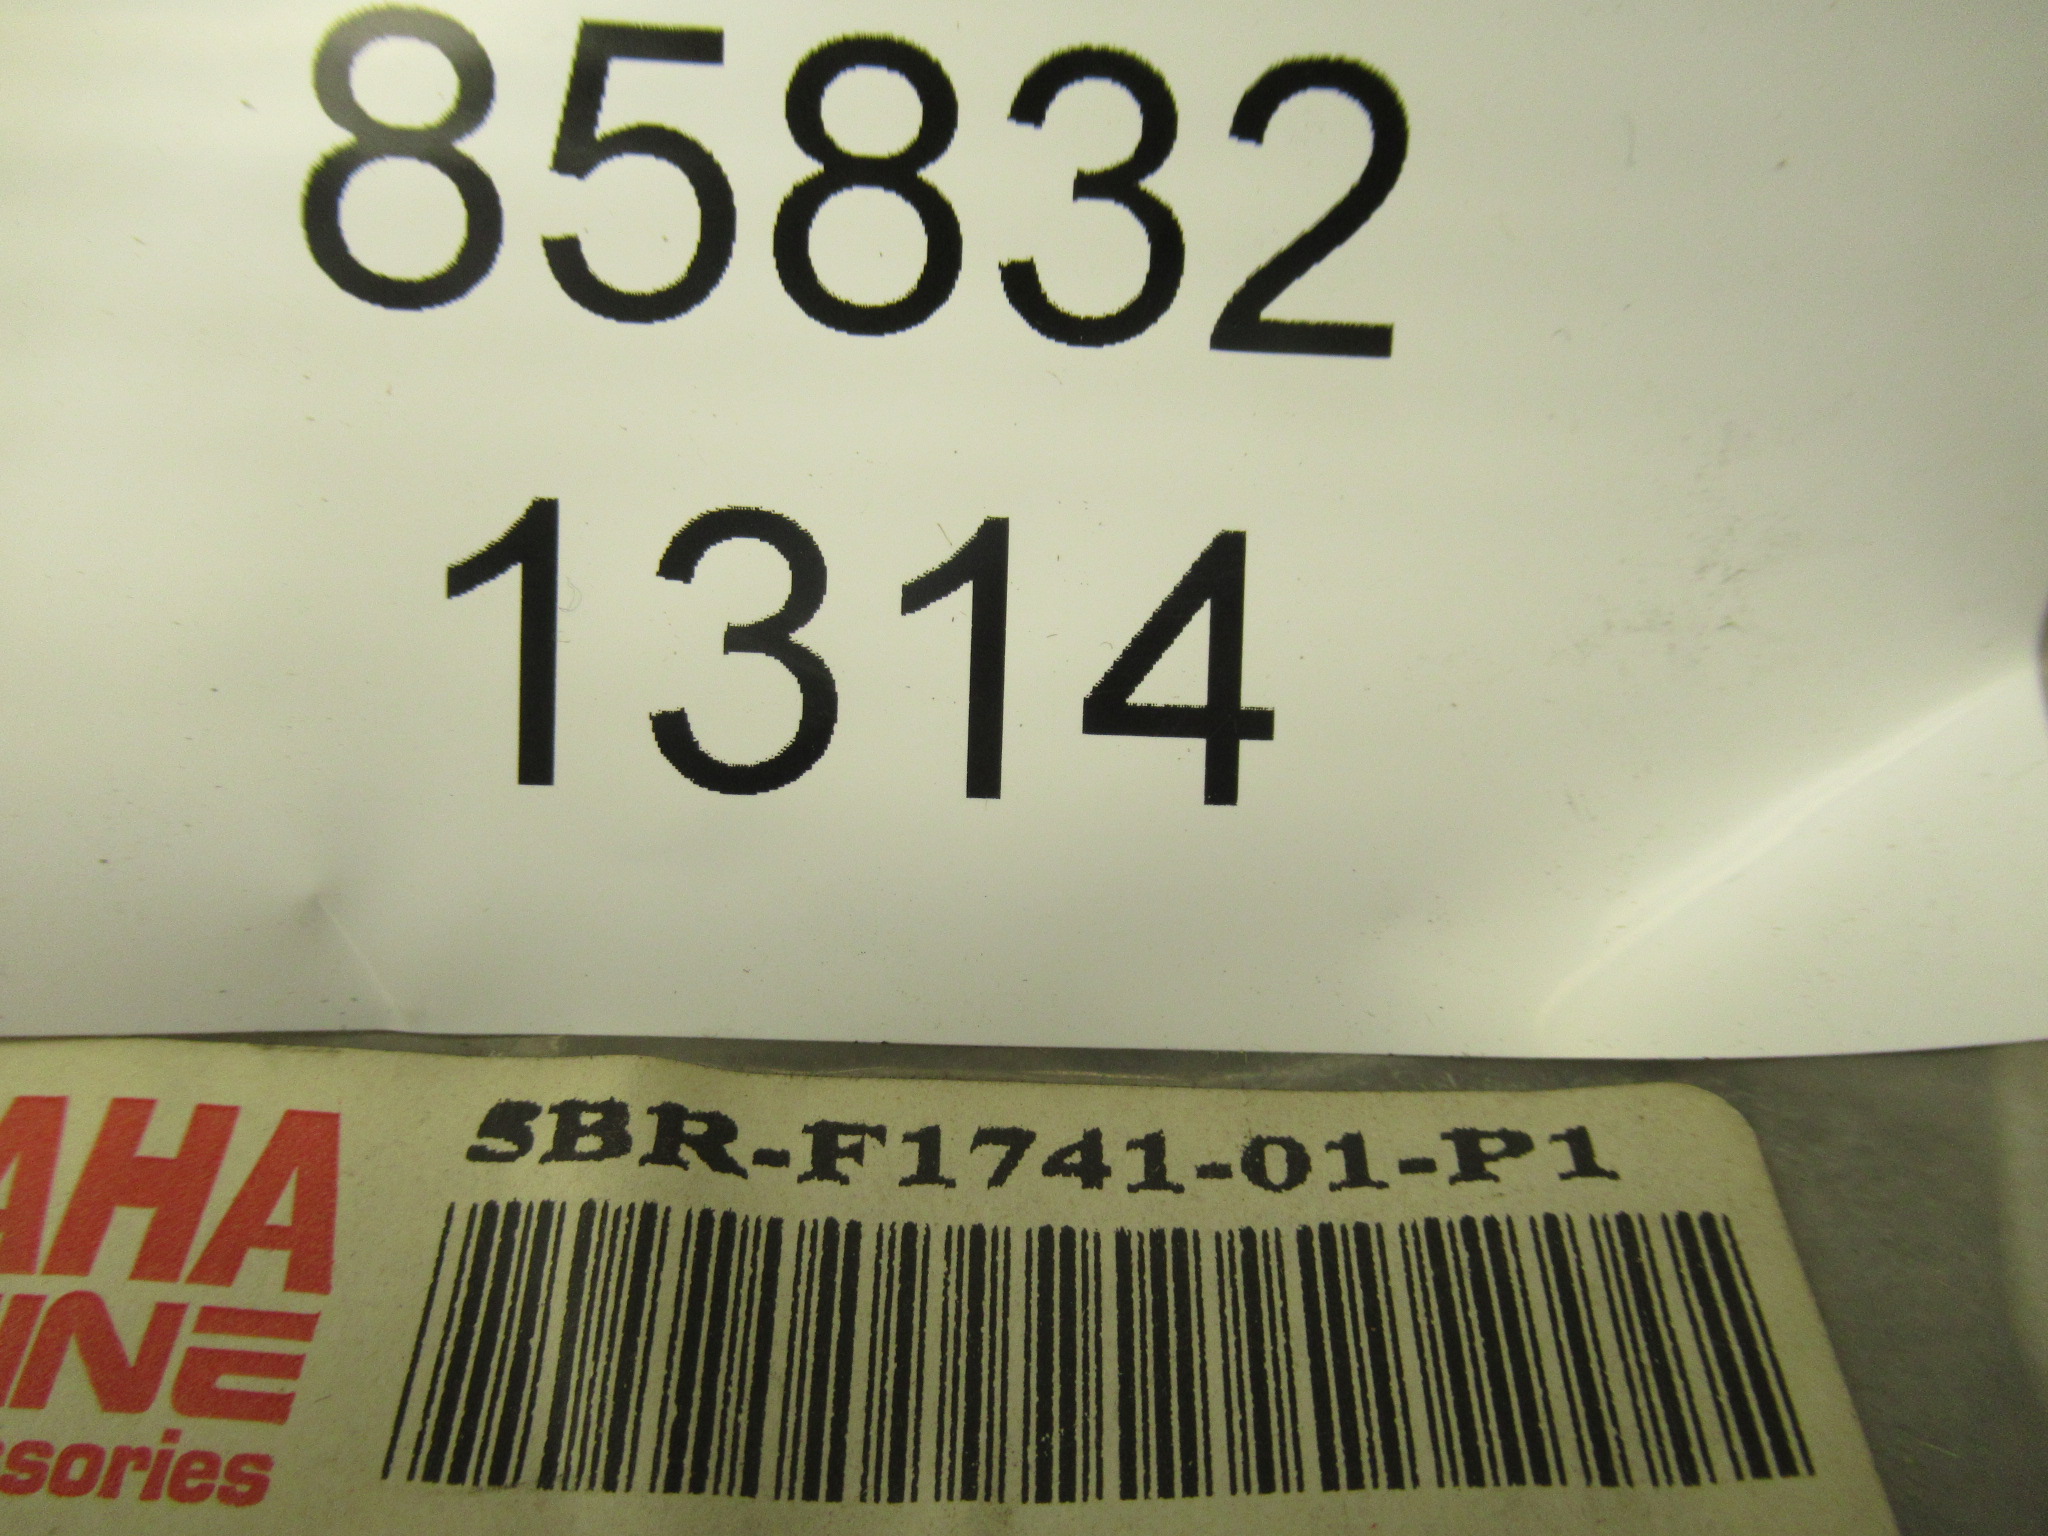 85832
1314
5BR-F1741-01-P1
AHA
INE
ssories